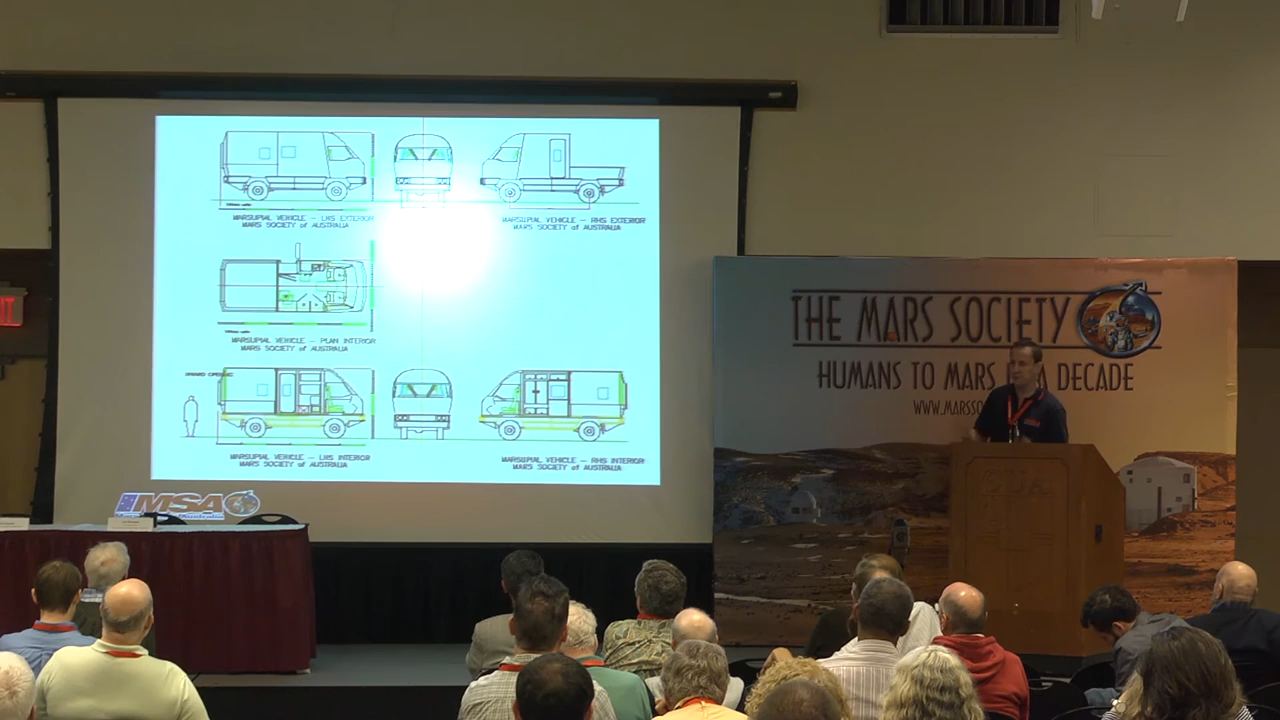 MARSUPIAL VEHICLE - LHS EXTERIOR
MARS SOCIETY of AUSTRALIA
MARSUPIAL VEHICLE - RHS EXTERIOR
MARS SOCIETY of AUSTRALIA
MARSUPIAL VEHICLE - PLAN INTERIOR
MARS SOCIETY of AUSTRALIA
MARSUPIAL VEHICLE - LHS INTERIOR
MARS SOCIETY of AUSTRALIA
MARSUPIAL VEHICLE - RHS INTERIOR
MARS SOCIETY of AUSTRALIA
MSA
THE MARS SOCIETY
HUMANS TO MARS A DECADE
WWW.MARSSO